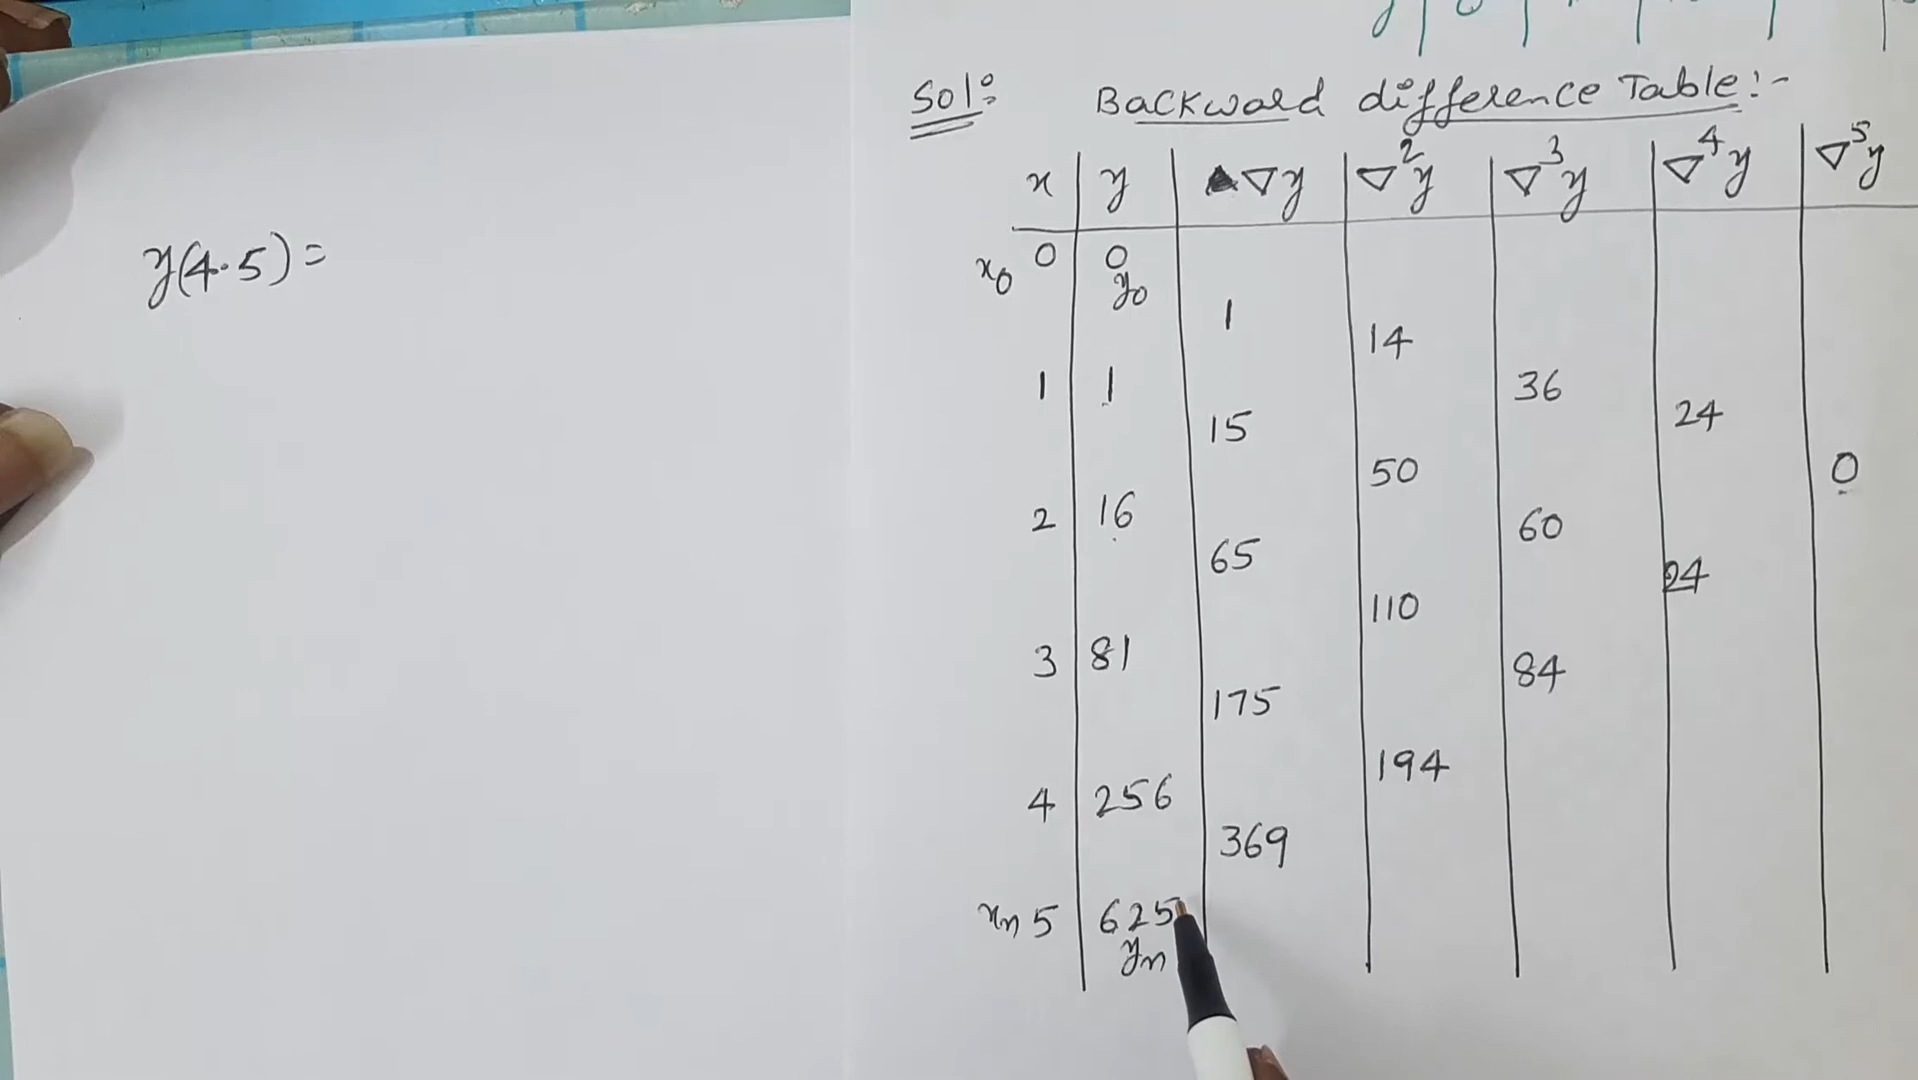 y(4.5)=
Sol:
Backward difference Table:-
x y ∇y ∇²y ∇³y ∇⁴y ∇⁵y
x₀ 0 0
y₀
1
14
1 1 36
15 24
50 0
2 16 60
65 24
110
3 81 84
175
194
4 256
369
xₙ 5 625
yₙ